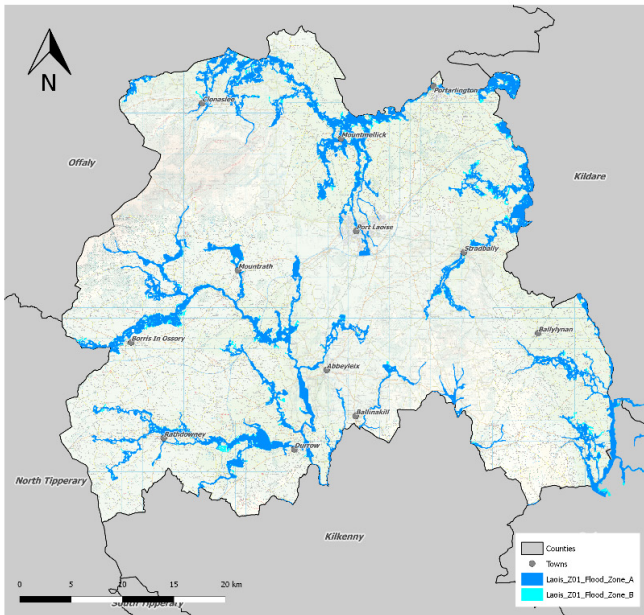 N
Clonaslee
Portarlington
Mountmellick
Offaly
Kildare
Port Laoise
Stradbally
Mountrath
Ballylynan
Borris In Ossory
Abbeyleix
Ballinakill
Rathdowney
Durrow
North Tipperary
Kilkenny
South Tipperary
0 5 10 15 20 km
Counties
Towns
Laois_Z01_Flood_Zone_A
Laois_Z01_Flood_Zone_B